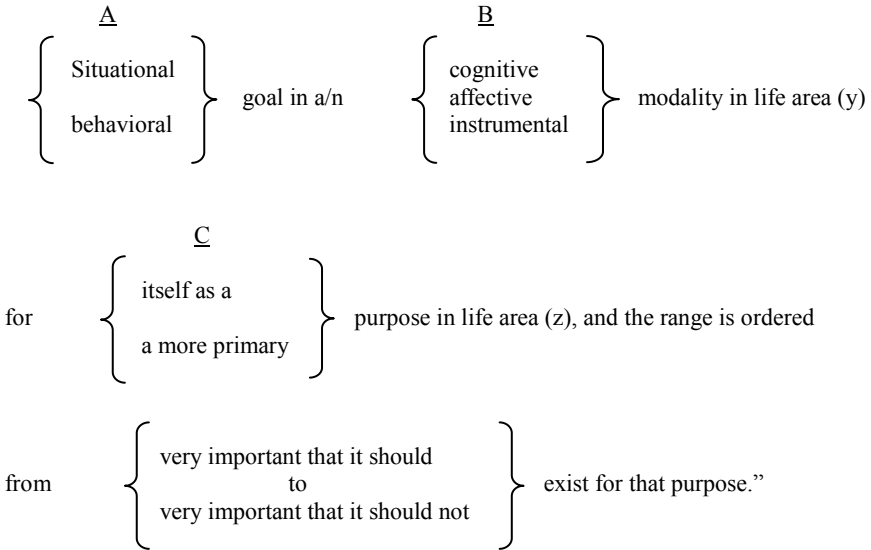 A B
Situational cognitive
goal in a/n affective modality in life area (y)
behavioral instrumental
C
itself as a
for purpose in life area (z), and the range is ordered
a more primary
very important that it should
from to exist for that purpose.”
very important that it should not